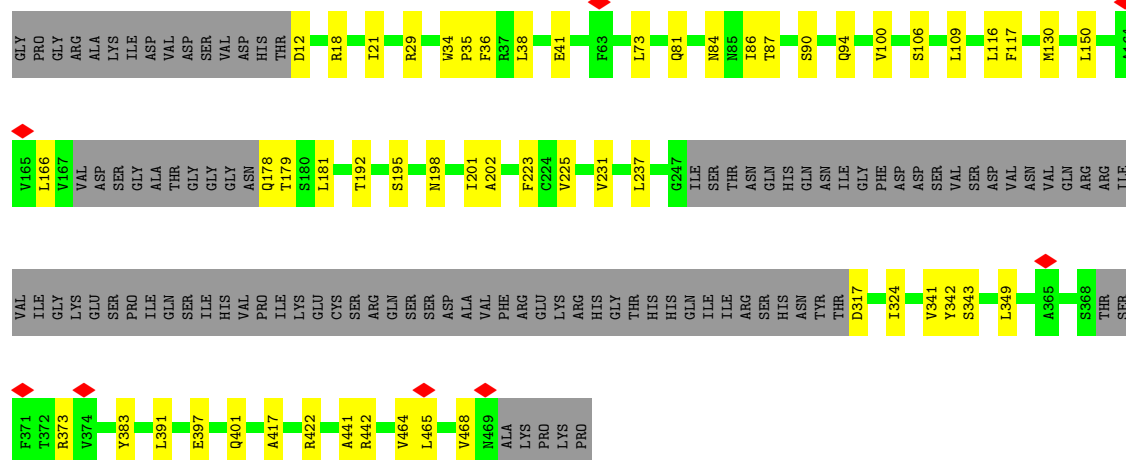 GLY PRO GLY ARG ALA LYS ILE ASP VAL ASP SER VAL ASP HIS THR D12 R18 I21 R29 W34 P35 F36 R37 L38 E41 F63 L73 Q81 N84 N85 I86 T87 S90 Q94 V100 S106 L109 L116 F117 M130 L150 A164
V165 L166 V167 VAL ASP SER GLY ALA THR GLY GLY GLY ASN Q178 T179 S180 L181 T192 S195 N198 I201 A202 F223 C224 V225 V231 L237 G247 ILE SER THR ASN GLN HIS GLN ASN ILE GLY PHE ASP ASP SER VAL SER ASP VAL ASN VAL GLN ARG ARG ILE
VAL ILE GLY LYS GLU SER PRO ILE GLN SER ILE HIS VAL PRO ILE LYS GLU CYS SER ARG GLN SER SER ASP ALA VAL PHE ARG GLU LYS ARG HIS GLY THR HIS HIS GLN ILE ILE ARG SER HIS ASN TYR THR D317 I324 V341 Y342 S343 L349 A365 S368 THR SER
F371 T372 R373 V374 Y383 L391 E397 Q401 A417 R422 A441 R442 V464 L465 V468 N469 ALA LYS PRO LYS PRO